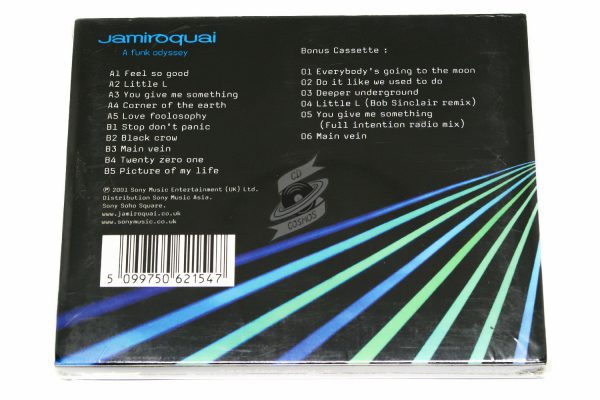 Jamiroquai
A funk odyssey
A1 Feel so good
A2 Little L
A3 You give me something
A4 Corner of the earth
A5 Love foolosophy
B1 Stop don't panic
B2 Black crow
B3 Main vein
B4 Twenty zero one
B5 Picture of my life
℗ 2001 Sony Music Entertainment (UK) Ltd.
Distribution Sony Music Asia.
Sony Soho Square.
www.jamiroquai.co.uk
www.sonymusic.co.uk
5 099750 621547
Bonus Cassette :
01 Everybody's going to the moon
02 Do it like we used to do
03 Deeper underground
04 Little L (Bob Sinclair remix)
05 You give me something
(Full intention radio mix)
06 Main vein
CD
COSMOS